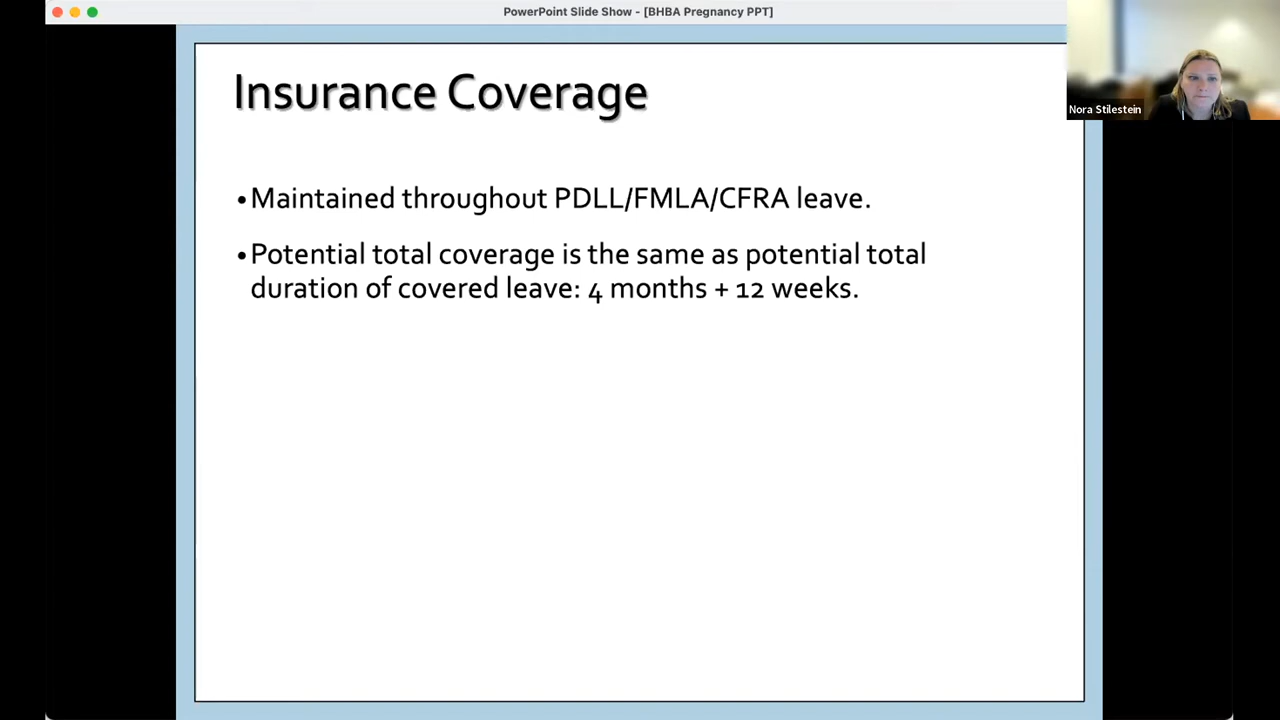 PowerPoint Slide Show - [BHBA Pregnancy PPT]
Nora Stilestein
Insurance Coverage
•Maintained throughout PDLL/FMLA/CFRA leave.
•Potential total coverage is the same as potential total
duration of covered leave: 4 months + 12 weeks.